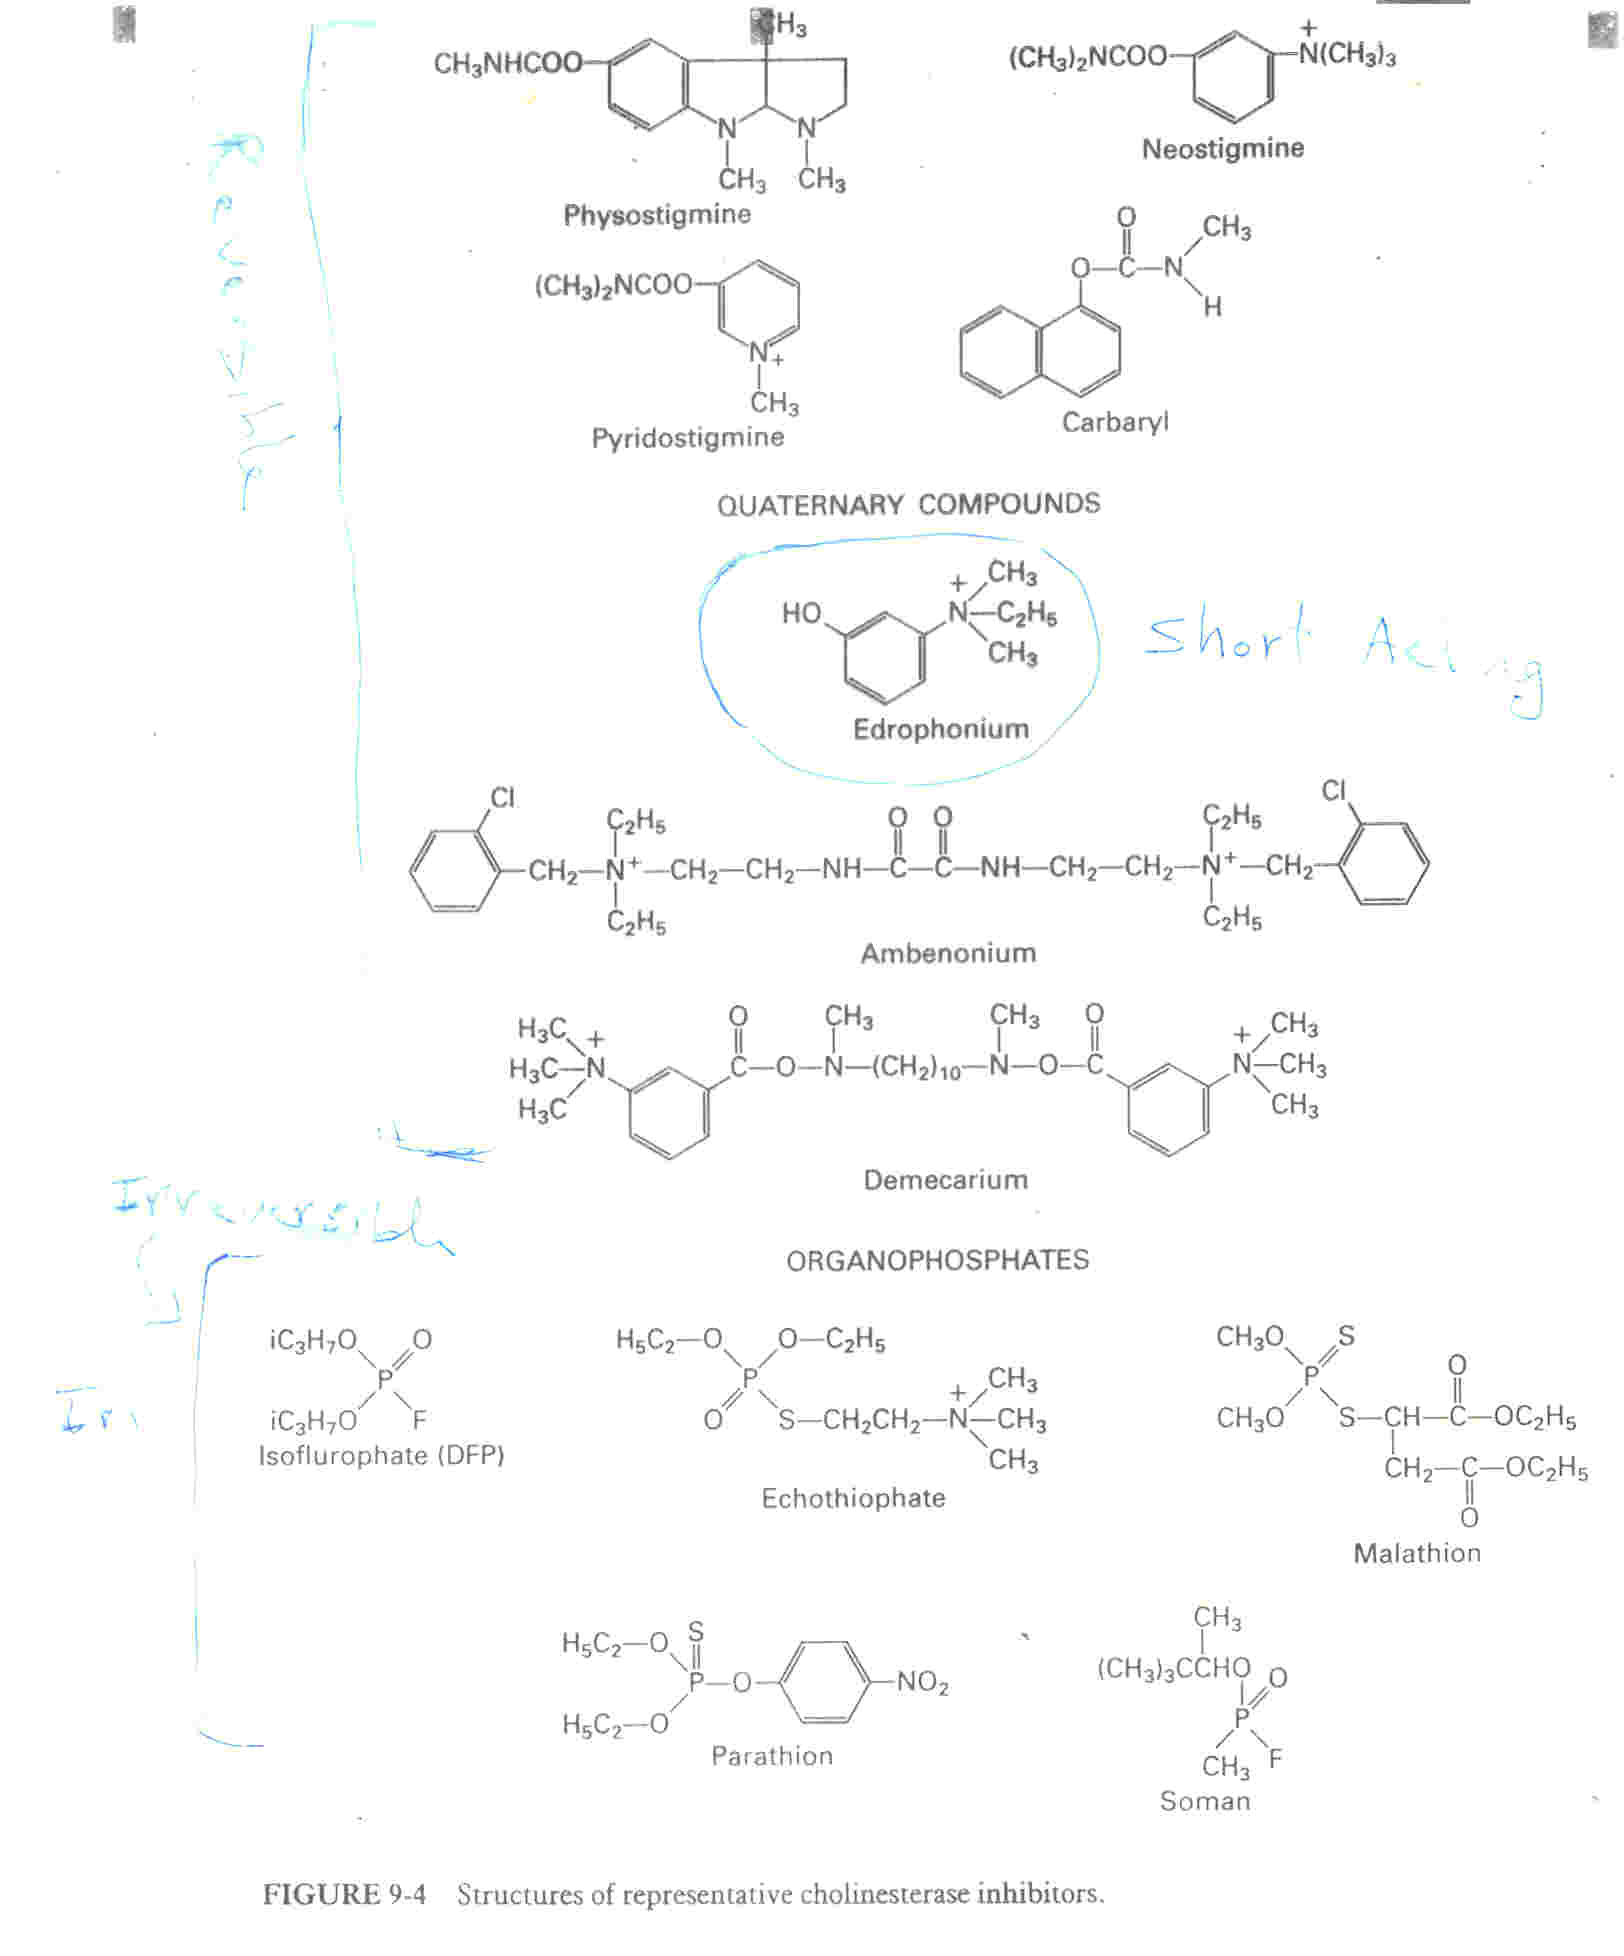 CH3
CH3NHCOO
N N
CH3 CH3
Physostigmine
(CH3)2NCOO
+
N(CH3)3
Neostigmine
(CH3)2NCOO
N+
CH3
Pyridostigmine
O
CH3
O—C—N
H
Carbaryl
Reversible
QUATERNARY COMPOUNDS
CH3
+
HO N—C2H5
CH3
Edrophonium
Short Acting
Cl Cl
C2H5 O O C2H5
CH2—N+—CH2—CH2—NH—C—C—NH—CH2—CH2—N+—CH2
C2H5 C2H5
Ambenonium
H3C + O CH3 CH3 O + CH3
H3C—N C—O—N—(CH2)10—N—O—C N—CH3
H3C CH3
Demecarium
Irreversible
ORGANOPHOSPHATES
Irr
iC3H7O O
P
iC3H7O F
Isoflurophate (DFP)
H5C2—O O—C2H5
P + CH3
O S—CH2CH2—N—CH3
CH3
Echothiophate
CH3O S
P O
CH3O S—CH—C—OC2H5
CH2—C—OC2H5
O
Malathion
H5C2—O S
P—O NO2
H5C2—O
Parathion
CH3
(CH3)3CCHO O
P
CH3 F
Soman
FIGURE 9-4 Structures of representative cholinesterase inhibitors.